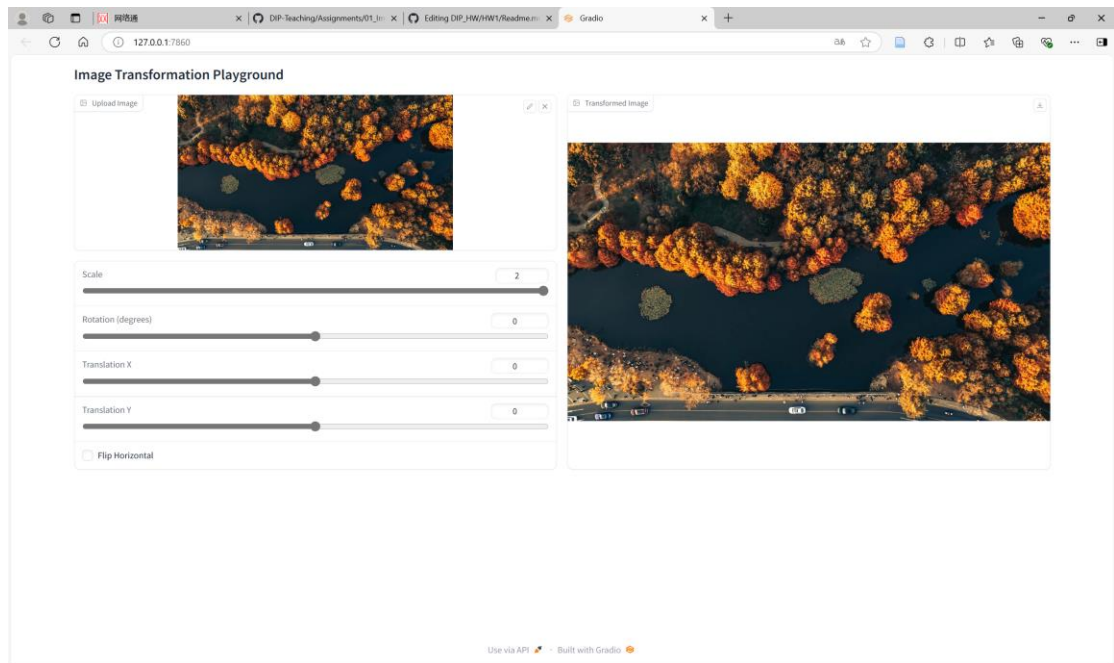 网络通
DIP-Teaching/Assignments/01_Im
Editing DIP_HW/HW1/Readme.m
Gradio
127.0.0.1:7860
Image Transformation Playground
Upload Image
Transformed Image
Scale
2
Rotation (degrees)
0
Translation X
0
Translation Y
0
Flip Horizontal
Use via API · Built with Gradio